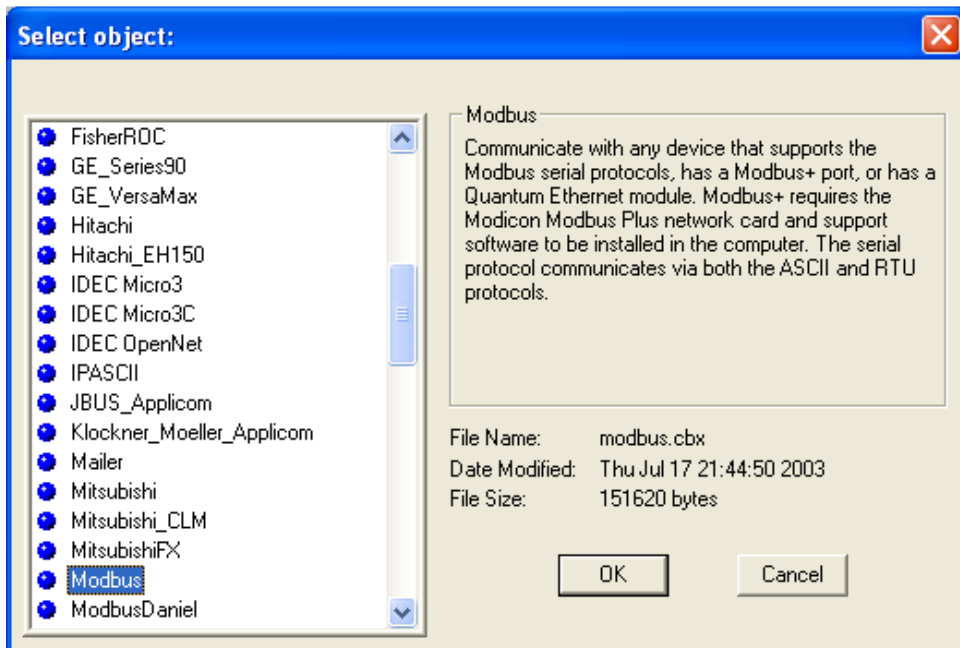 Select object:
FisherROC
GE_Series90
GE_VersaMax
Hitachi
Hitachi_EH150
IDEC Micro3
IDEC Micro3C
IDEC OpenNet
IPASCII
JBUS_Applicom
Klockner_Moeller_Applicom
Mailer
Mitsubishi
Mitsubishi_CLM
MitsubishiFX
Modbus
ModbusDaniel
Modbus
Communicate with any device that supports the
Modbus serial protocols, has a Modbus+ port, or has a
Quantum Ethernet module. Modbus+ requires the
Modicon Modbus Plus network card and support
software to be installed in the computer. The serial
protocol communicates via both the ASCII and RTU
protocols.
File Name: modbus.cbx
Date Modified: Thu Jul 17 21:44:50 2003
File Size: 151620 bytes
OK Cancel